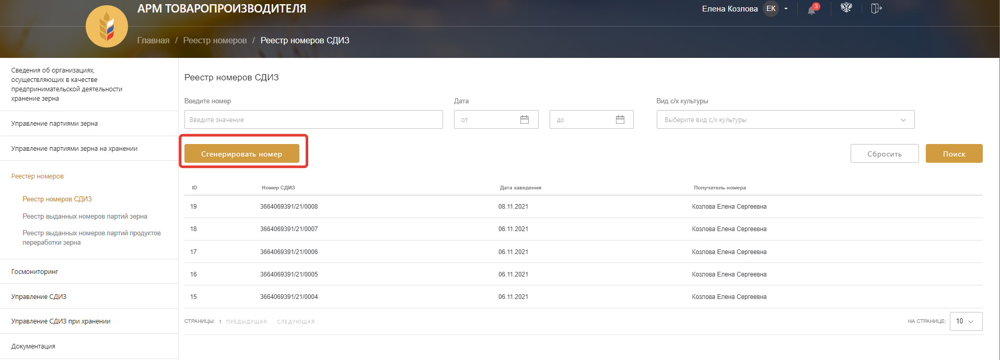 АРМ ТОВАРОПРОИЗВОДИТЕЛЯ
Елена Козлова ЕК
3
Главная / Реестр номеров / Реестр номеров СДИЗ
Сведения об организациях,
осуществляющих в качестве
предпринимательской деятельности
хранение зерна
Управление партиями зерна
Управление партиями зерна на хранении
Реестер номеров
Реестр номеров СДИЗ
Реестр выданных номеров партий зерна
Реестр выданных номеров партий продуктов
переработки зерна
Госмониторинг
Управление СДИЗ
Управление СДИЗ при хранении
Документация
Реестр номеров СДИЗ
Введите номер Дата Вид с/х культуры
Введите значение от до Выберите вид с/х культуры
Сгенерировать номер Сбросить Поиск
ID Номер СДИЗ Дата заведения Получатель номера
19 3664069391/21/0008 08.11.2021 Козлова Елена Сергеевна
18 3664069391/21/0007 06.11.2021 Козлова Елена Сергеевна
17 3664069391/21/0006 06.11.2021 Козлова Елена Сергеевна
16 3664069391/21/0005 06.11.2021 Козлова Елена Сергеевна
15 3664069391/21/0004 06.11.2021 Козлова Елена Сергеевна
СТРАНИЦЫ: 1 ПРЕДЫДУЩАЯ СЛЕДУЮЩАЯ НА СТРАНИЦЕ: 10